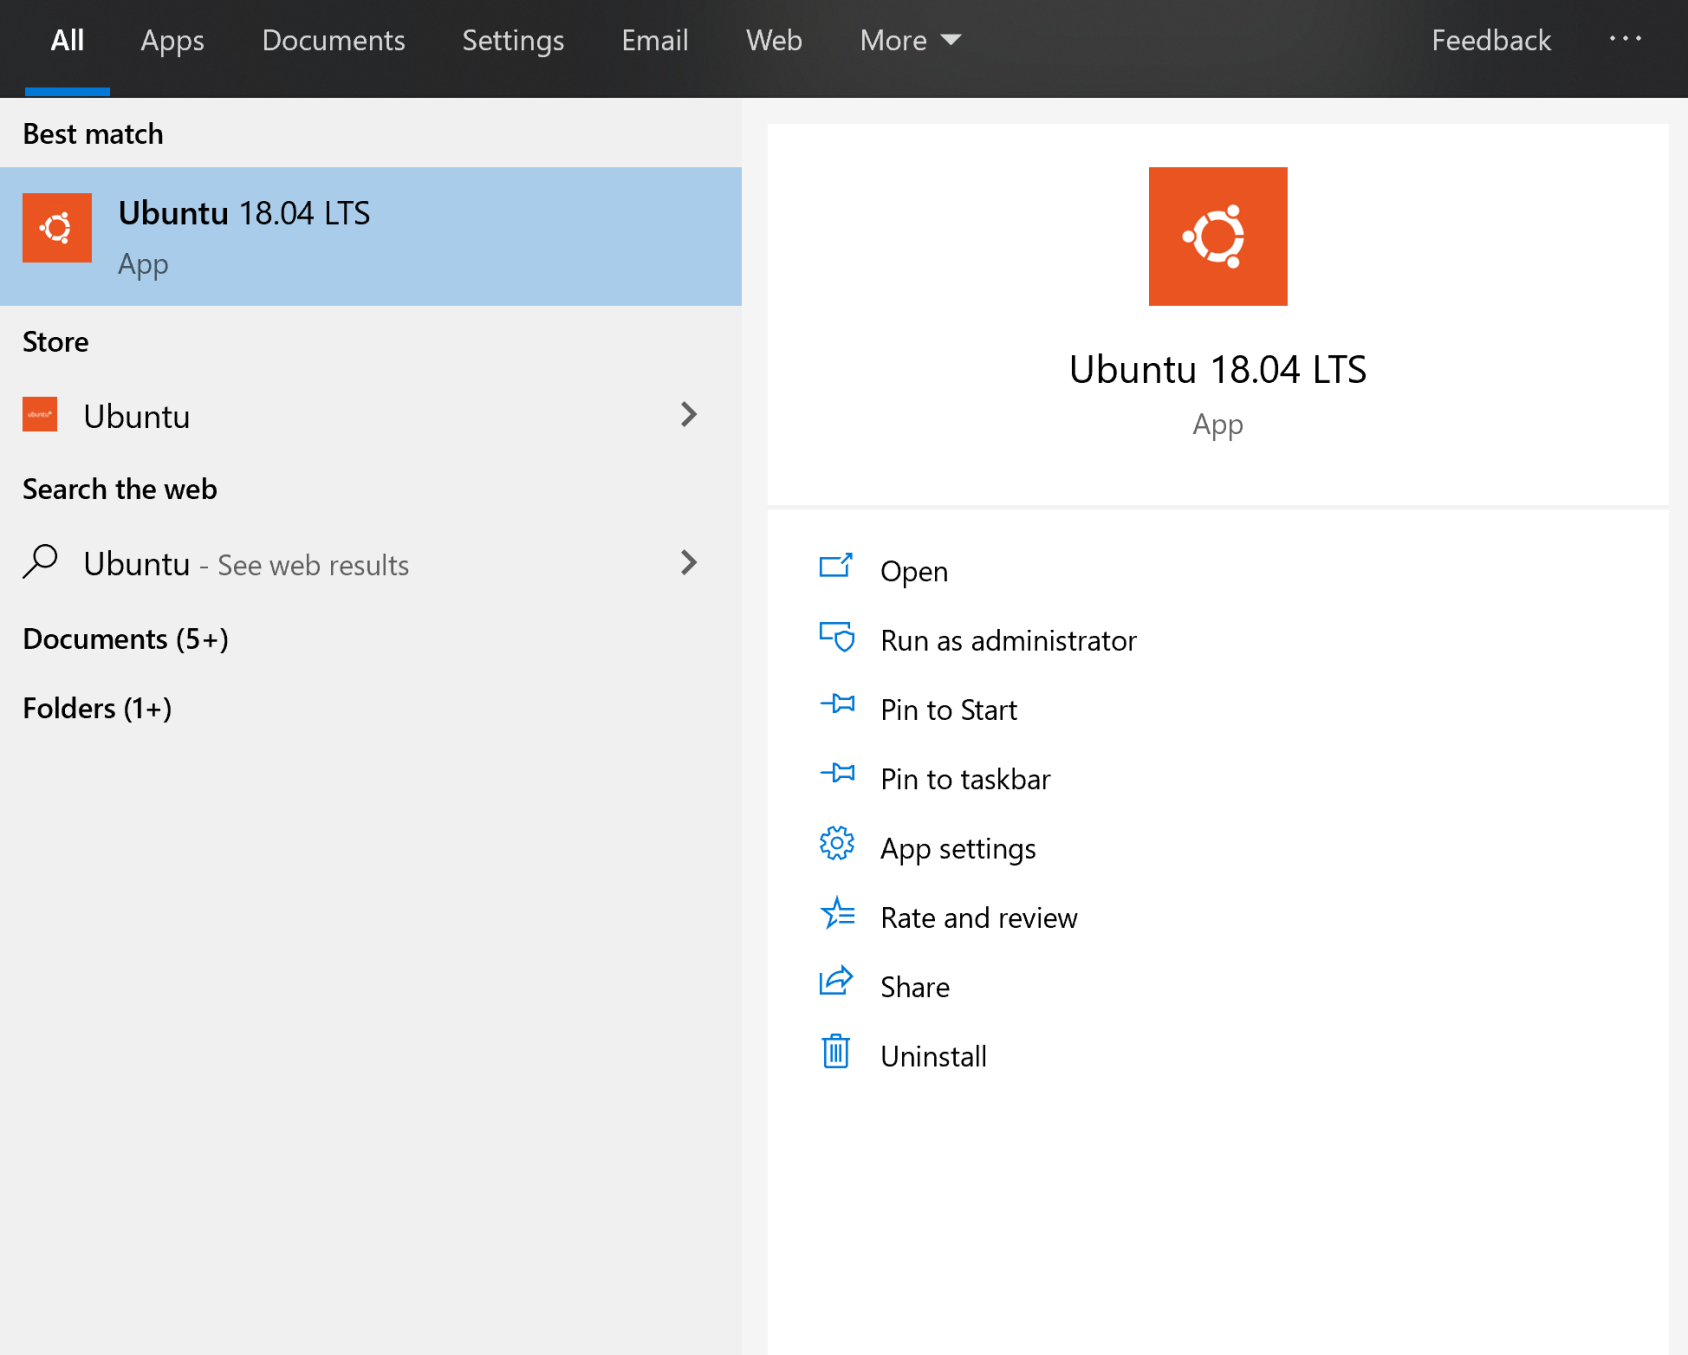 All Apps Documents Settings Email Web More Feedback ...
Best match
Ubuntu 18.04 LTS
App
Store
ubuntu
Ubuntu
Search the web
Ubuntu - See web results
Documents (5+)
Folders (1+)
Ubuntu 18.04 LTS
App
Open
Run as administrator
Pin to Start
Pin to taskbar
App settings
Rate and review
Share
Uninstall